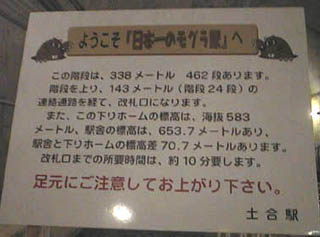 ようこそ「日本一のモグラ駅」へ
この階段は、338メートル 462段あります。
階段を上り、143メートル(階段24段)の
連絡通路を経て、改札口になります。
また、この下りホームの標高は、海抜583
メートル、駅舎の標高は、653.7メートルあり、
駅舎と下りホームの標高差70.7メートルあります。
改札口までの所要時間は、約10分要します。
足元にご注意してお上がり下さい。
土合駅